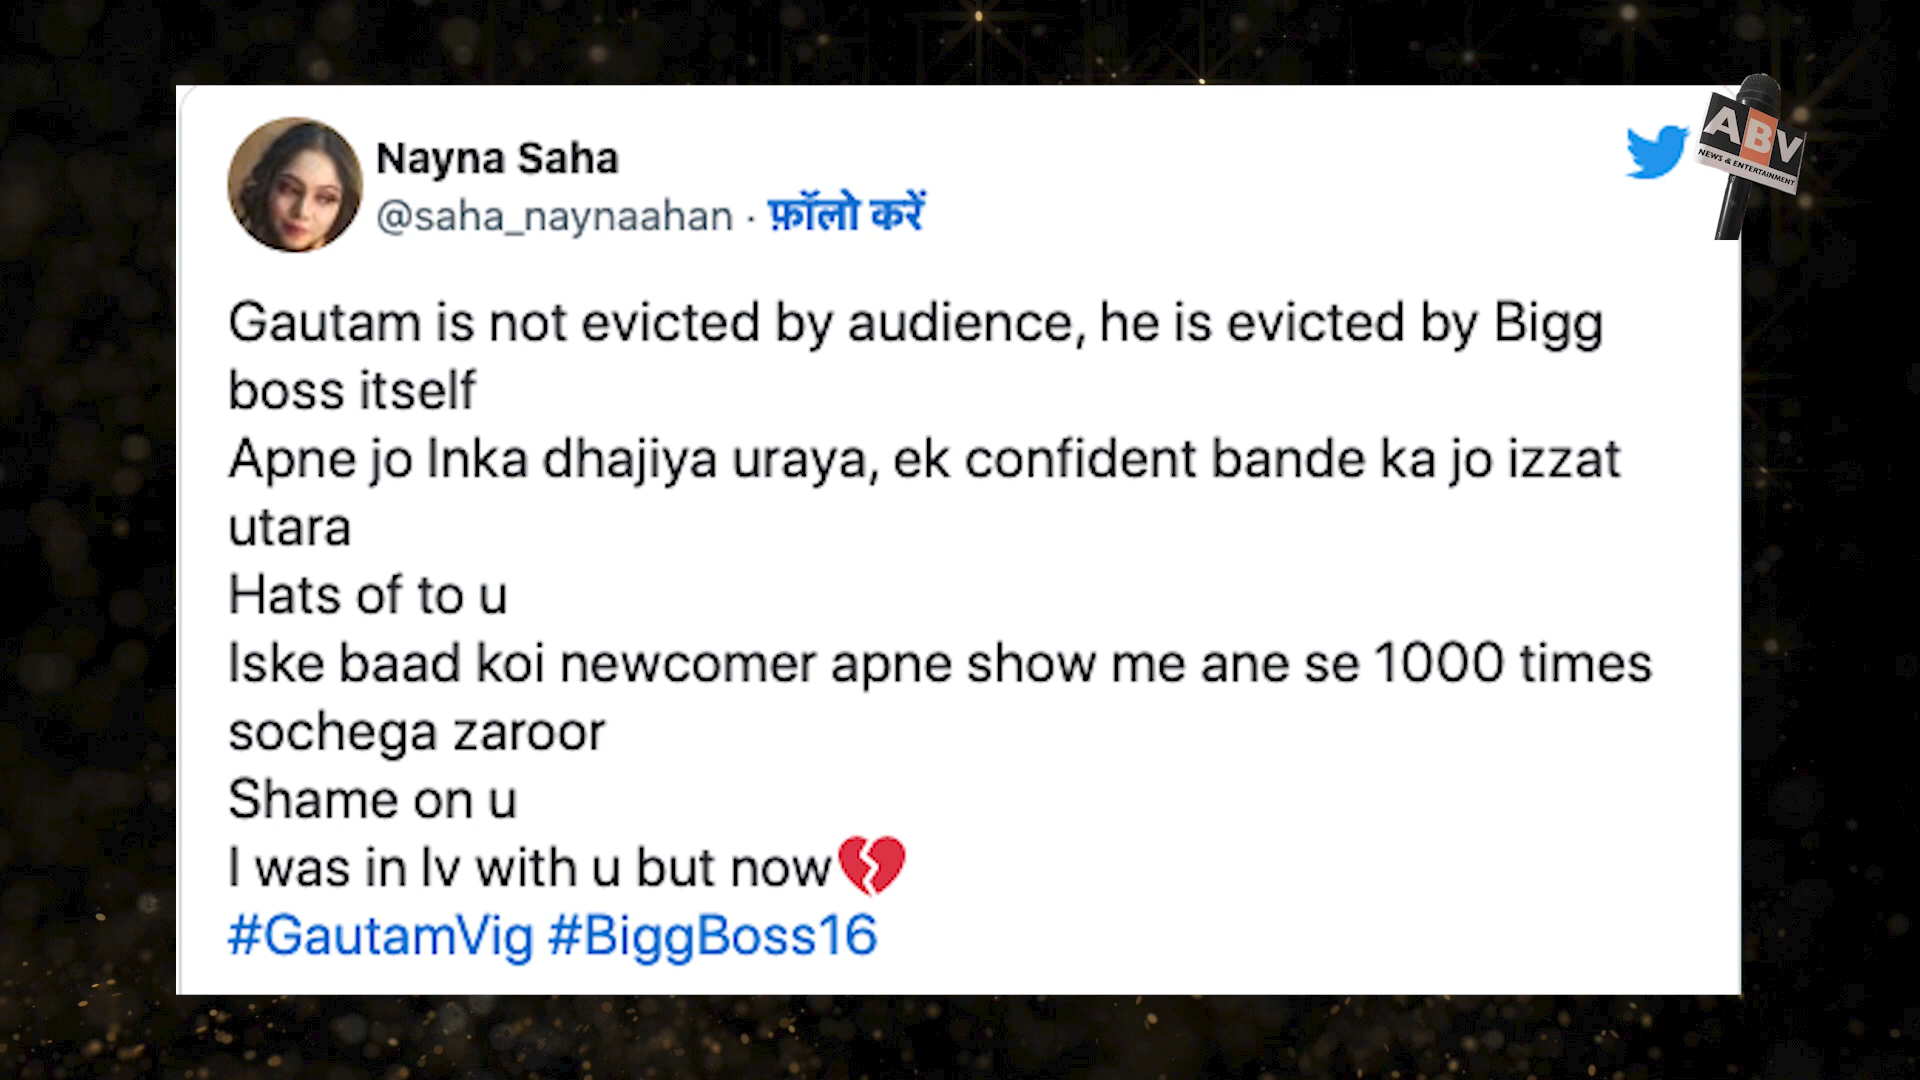 Nayna Saha
@saha_naynaahan · फ़ॉलो करें
ABV
NEWS & ENTERTAINMENT
Gautam is not evicted by audience, he is evicted by Bigg
boss itself
Apne jo Inka dhajiya uraya, ek confident bande ka jo izzat
utara
Hats of to u
Iske baad koi newcomer apne show me ane se 1000 times
sochega zaroor
Shame on u
I was in lv with u but now💔
#GautamVig #BiggBoss16